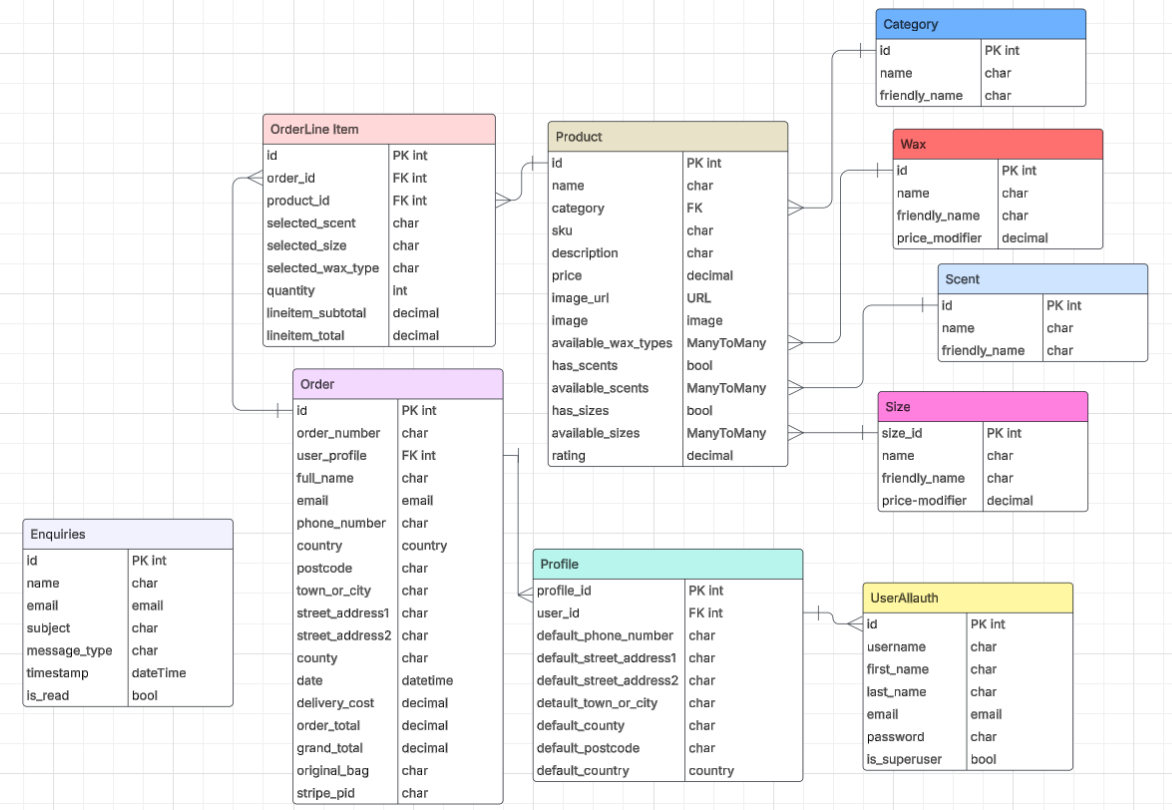 Category
id PK int
name char
friendly_name char
OrderLine Item
id PK int
order_id FK int
product_id FK int
selected_scent char
selected_size char
selected_wax_type char
quantity int
lineitem_subtotal decimal
lineitem_total decimal
Product
id PK int
name char
category FK
sku char
description char
price decimal
image_url URL
image image
available_wax_types ManyToMany
has_scents bool
available_scents ManyToMany
has_sizes bool
available_sizes ManyToMany
rating decimal
Wax
id PK int
name char
friendly_name char
price_modifier decimal
Scent
id PK int
name char
friendly_name char
Size
size_id PK int
name char
friendly_name char
price-modifier decimal
Order
id PK int
order_number char
user_profile FK int
full_name char
email email
phone_number char
country country
postcode char
town_or_city char
street_address1 char
street_address2 char
county char
date datetime
delivery_cost decimal
order_total decimal
grand_total decimal
original_bag char
stripe_pid char
Enquiries
id PK int
name char
email email
subject char
message_type char
timestamp dateTime
is_read bool
Profile
profile_id PK int
user_id FK int
default_phone_number char
default_street_address1 char
default_street_address2 char
detault_town_or_city char
default_county char
default_postcode char
default_country country
UserAllauth
id PK int
username char
first_name char
last_name char
email email
password char
is_superuser bool